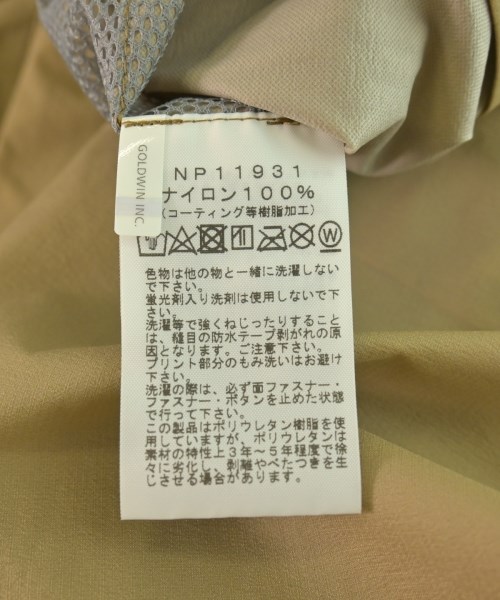 GOLDWIN INC.
NP11931
ナイロン100%
(コーティング等樹脂加工)
W
色物は他の物と一緒に洗濯しない
で下さい。
蛍光剤入り洗剤は使用しないで下
さい。
洗濯等で強くねじったりすること
は、縫目の防水テープ剥がれの原
因となります。ご注意下さい。
プリント部分のもみ洗いはお避け
下さい。
洗濯の際は、必ず面ファスナー・
ファスナー・ボタンを止めた状態
で行って下さい。
この製品はポリウレタン樹脂を使
用していますが、ポリウレタンは
素材の特性上3年～5年程度で徐
々に劣化し、剥離やべたつきを生
じさせる場合があります。